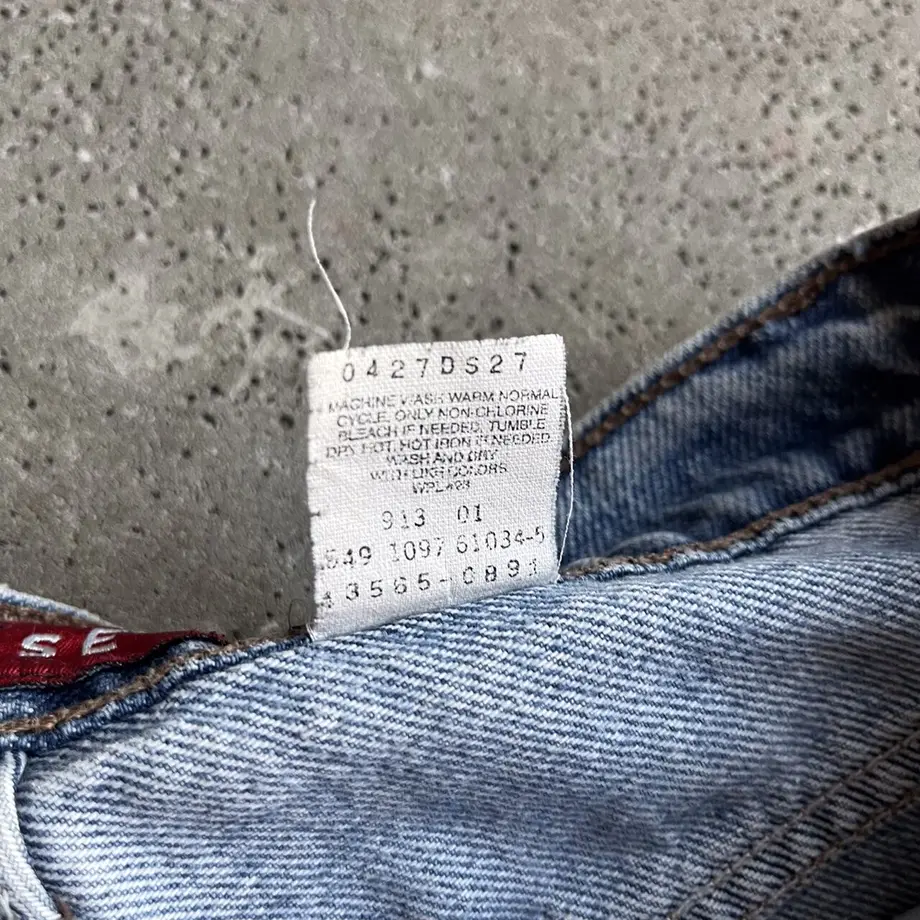 0427DS27
MACHINE WASH WARM NORMAL
CYCLE, ONLY NON-CHLORINE
BLEACH IF NEEDED, TUMBLE
DRY HOT, HOT IRON IF NEEDED
WASH AND DRY
WITH LIKE COLORS
WPL423
913 01
549 1097 61034-5
3565-0891
SE